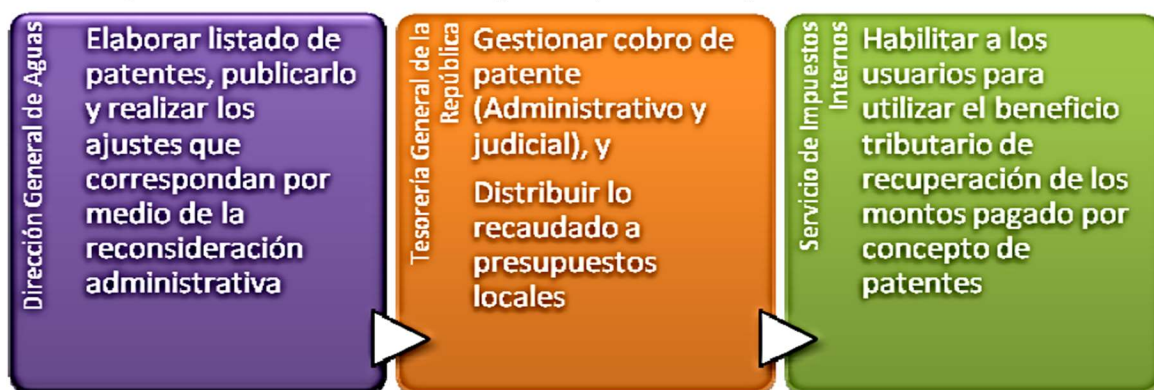 Dirección General de Aguas
Elaborar listado de
patentes, publicarlo
y realizar los
ajustes que
correspondan por
medio de la
reconsideración
administrativa
Tesorería General de la
República
Gestionar cobro de
patente
(Administrativo y
judicial), y
Distribuir lo
recaudado a
presupuestos
locales
Servicio de Impuestos
Internos
Habilitar a los
usuarios para
utilizar el beneficio
tributario de
recuperación de los
montos pagado por
concepto de
patentes